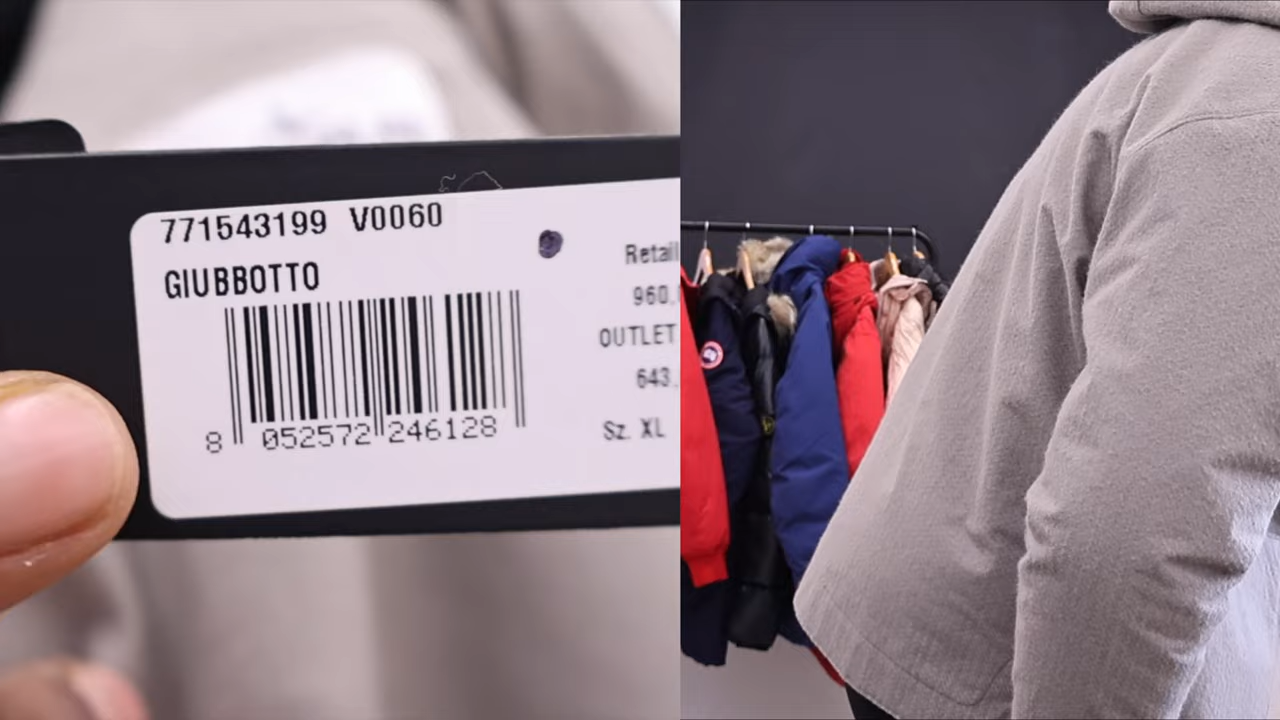 771543199 V0060
GIUBBOTTO
8 052572 246128
Retail
960.
OUTLET
643.
Sz. XL